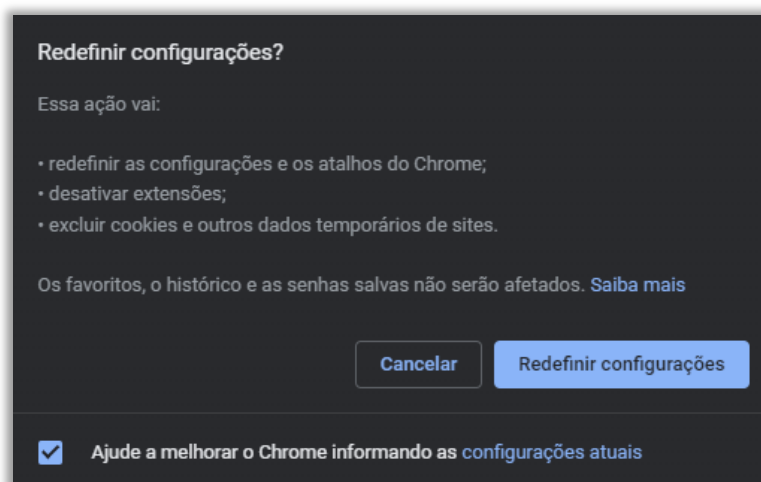 Redefinir configurações?
Essa ação vai:
• redefinir as configurações e os atalhos do Chrome;
• desativar extensões;
• excluir cookies e outros dados temporários de sites.
Os favoritos, o histórico e as senhas salvas não serão afetados. Saiba mais
Cancelar Redefinir configurações
Ajude a melhorar o Chrome informando as configurações atuais